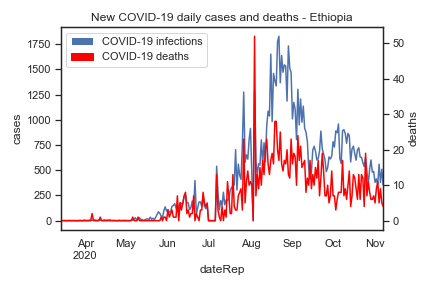 New COVID-19 daily cases and deaths - Ethiopia
COVID-19 infections
COVID-19 deaths
cases
1750
1500
1250
1000
750
500
250
0
deaths
50
40
30
20
10
0
Apr
2020
May
Jun
Jul
Aug
Sep
Oct
Nov
dateRep